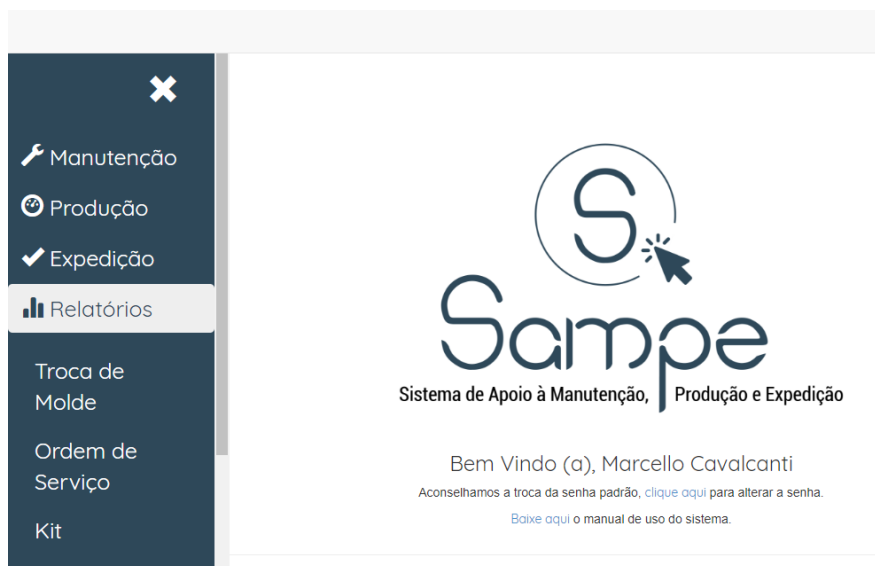 Manutenção
Produção
Expedição
Relatórios
Troca de
Molde
Ordem de
Serviço
Kit
S
Sampe
Sistema de Apoio à Manutenção, Produção e Expedição
Bem Vindo (a), Marcello Cavalcanti
Aconselhamos a troca da senha padrão, clique aqui para alterar a senha.
Baixe aqui o manual de uso do sistema.